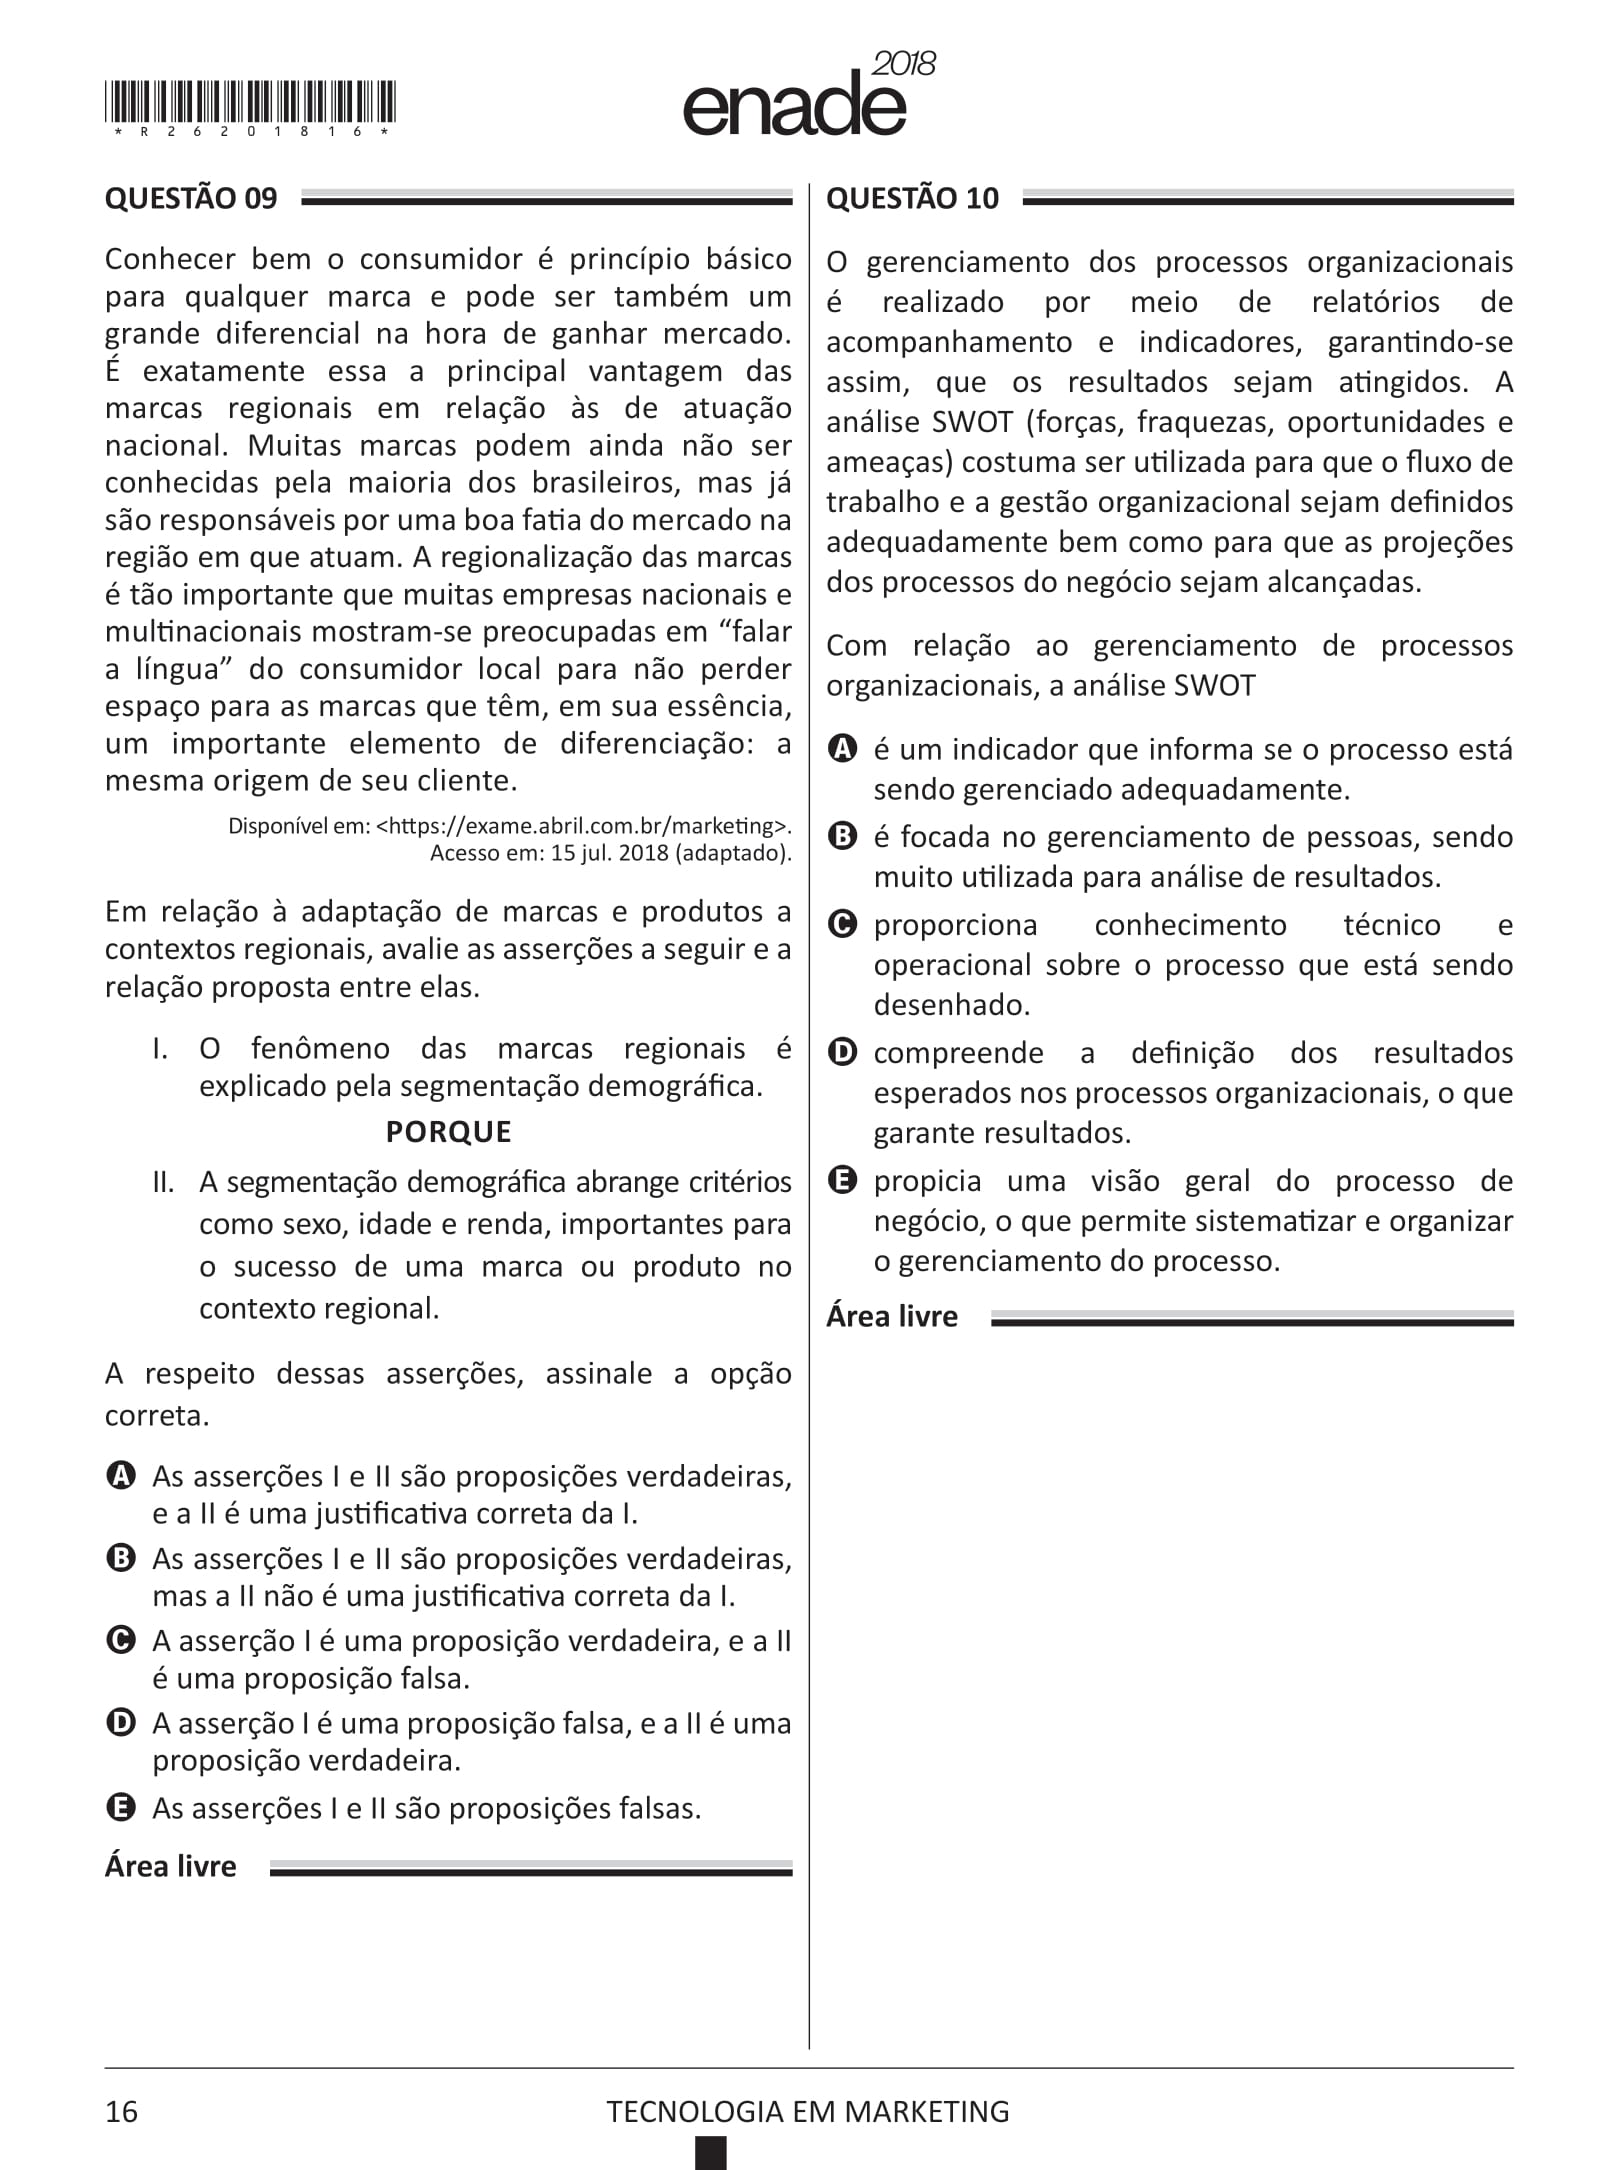 *R26201816*
enade 2018
QUESTÃO 09
Conhecer bem o consumidor é princípio básico
para qualquer marca e pode ser também um
grande diferencial na hora de ganhar mercado.
É exatamente essa a principal vantagem das
marcas regionais em relação às de atuação
nacional. Muitas marcas podem ainda não ser
conhecidas pela maioria dos brasileiros, mas já
são responsáveis por uma boa fatia do mercado na
região em que atuam. A regionalização das marcas
é tão importante que muitas empresas nacionais e
multinacionais mostram-se preocupadas em “falar
a língua” do consumidor local para não perder
espaço para as marcas que têm, em sua essência,
um importante elemento de diferenciação: a
mesma origem de seu cliente.
Disponível em: <https://exame.abril.com.br/marketing>.
Acesso em: 15 jul. 2018 (adaptado).
Em relação à adaptação de marcas e produtos a
contextos regionais, avalie as asserções a seguir e a
relação proposta entre elas.
I. O fenômeno das marcas regionais é
explicado pela segmentação demográfica.
PORQUE
II. A segmentação demográfica abrange critérios
como sexo, idade e renda, importantes para
o sucesso de uma marca ou produto no
contexto regional.
A respeito dessas asserções, assinale a opção
correta.
A As asserções I e II são proposições verdadeiras,
e a II é uma justificativa correta da I.
B As asserções I e II são proposições verdadeiras,
mas a II não é uma justificativa correta da I.
C A asserção I é uma proposição verdadeira, e a II
é uma proposição falsa.
D A asserção I é uma proposição falsa, e a II é uma
proposição verdadeira.
E As asserções I e II são proposições falsas.
Área livre
QUESTÃO 10
O gerenciamento dos processos organizacionais
é realizado por meio de relatórios de
acompanhamento e indicadores, garantindo-se
assim, que os resultados sejam atingidos. A
análise SWOT (forças, fraquezas, oportunidades e
ameaças) costuma ser utilizada para que o fluxo de
trabalho e a gestão organizacional sejam definidos
adequadamente bem como para que as projeções
dos processos do negócio sejam alcançadas.
Com relação ao gerenciamento de processos
organizacionais, a análise SWOT
A é um indicador que informa se o processo está
sendo gerenciado adequadamente.
B é focada no gerenciamento de pessoas, sendo
muito utilizada para análise de resultados.
C proporciona conhecimento técnico e
operacional sobre o processo que está sendo
desenhado.
D compreende a definição dos resultados
esperados nos processos organizacionais, o que
garante resultados.
E propicia uma visão geral do processo de
negócio, o que permite sistematizar e organizar
o gerenciamento do processo.
Área livre
16
TECNOLOGIA EM MARKETING